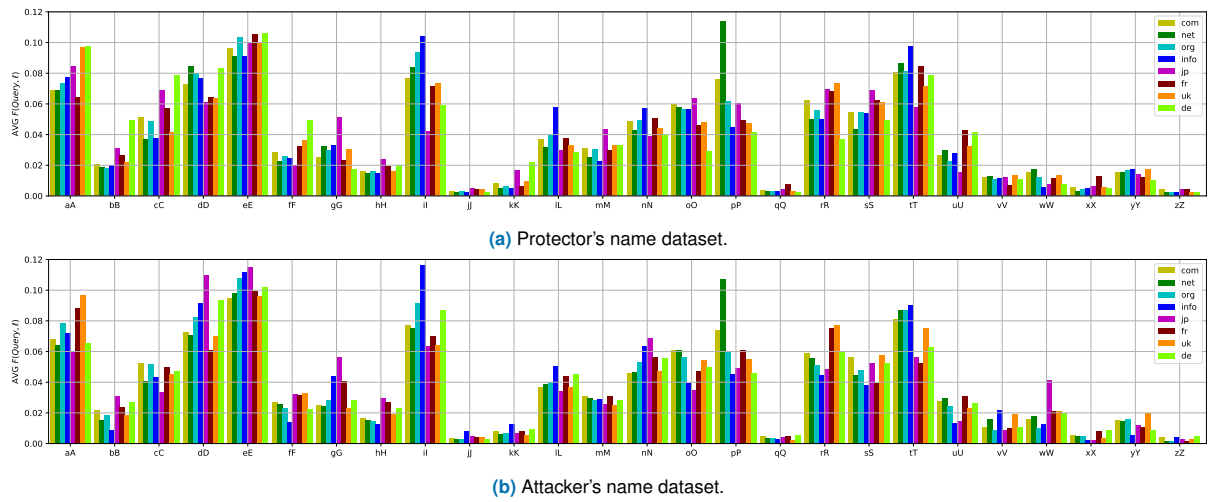 0.12
0.10
0.08
0.06
0.04
0.02
0.00
AVG F(Query, ℓ)
com
net
org
info
jp
fr
uk
de
aA bB cC dD eE fF gG hH iI jJ kK lL mM nN oO pP qQ rR sS tT uU vV wW xX yY zZ
(a) Protector's name dataset.
0.12
0.10
0.08
0.06
0.04
0.02
0.00
AVG F(Query, ℓ)
com
net
org
info
jp
fr
uk
de
aA bB cC dD eE fF gG hH iI jJ kK lL mM nN oO pP qQ rR sS tT uU vV wW xX yY zZ
(b) Attacker's name dataset.